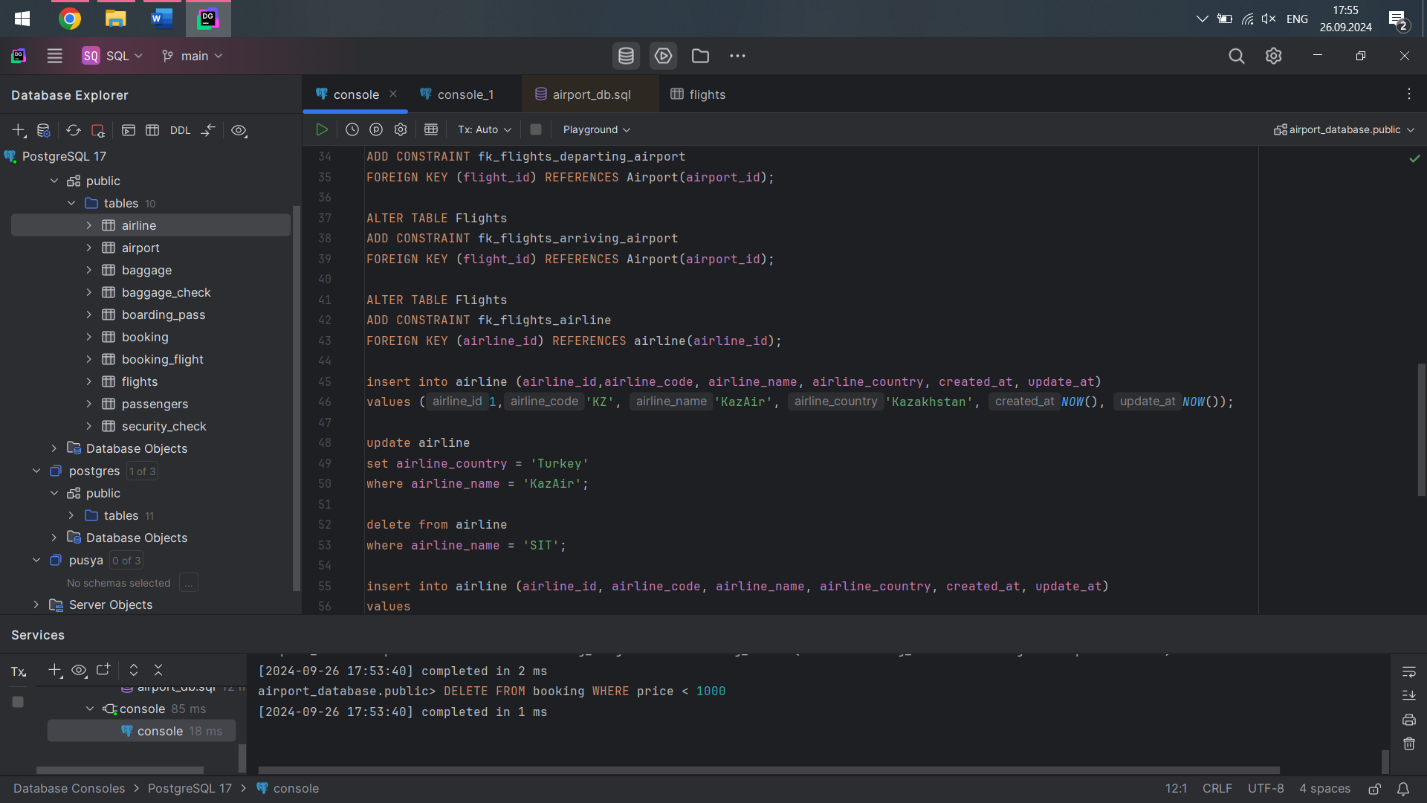 17:55
ENG
26.09.2024
2
SQ SQL main
Database Explorer
console console_1 airport_db.sql flights
DDL
Tx: Auto Playground airport_database.public
PostgreSQL 17
public
tables 10
airline
airport
baggage
baggage_check
boarding_pass
booking
booking_flight
flights
passengers
security_check
Database Objects
postgres 1 of 3
public
tables 11
Database Objects
pusya 0 of 3
No schemas selected ...
Server Objects
34 ADD CONSTRAINT fk_flights_departing_airport
35 FOREIGN KEY (flight_id) REFERENCES Airport(airport_id);
36
37 ALTER TABLE Flights
38 ADD CONSTRAINT fk_flights_arriving_airport
39 FOREIGN KEY (flight_id) REFERENCES Airport(airport_id);
40
41 ALTER TABLE Flights
42 ADD CONSTRAINT fk_flights_airline
43 FOREIGN KEY (airline_id) REFERENCES airline(airline_id);
44
45 insert into airline (airline_id,airline_code, airline_name, airline_country, created_at, update_at)
46 values ( airline_id 1, airline_code 'KZ', airline_name 'KazAir', airline_country 'Kazakhstan', created_at NOW(), update_at NOW());
47
48 update airline
49 set airline_country = 'Turkey'
50 where airline_name = 'KazAir';
51
52 delete from airline
53 where airline_name = 'SIT';
54
55 insert into airline (airline_id, airline_code, airline_name, airline_country, created_at, update_at)
56 values
Services
Tx
airport_db.sql
console 85 ms
console 18 ms
[2024-09-26 17:53:40] completed in 2 ms
airport_database.public> DELETE FROM booking WHERE price < 1000
[2024-09-26 17:53:40] completed in 1 ms
Database Consoles > PostgreSQL 17 > console
12:1 CRLF UTF-8 4 spaces